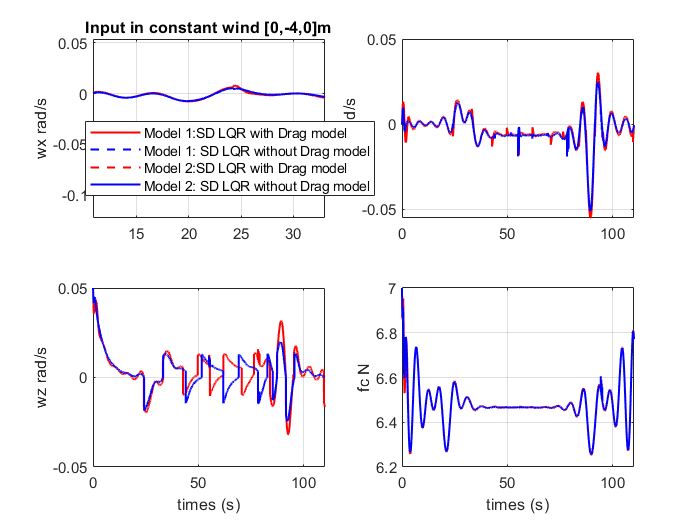 Input in constant wind [0,-4,0]m
0.05
0
-0.05
-0.1
wx rad/s
15
20
25
30
Model 1:SD LQR with Drag model
Model 1: SD LQR without Drag model
Model 2:SD LQR with Drag model
Model 2: SD LQR without Drag model
0.05
0
-0.05
d/s
0
50
100
0.05
0
-0.05
wz rad/s
0
50
100
times (s)
7
6.8
6.6
6.4
6.2
fc N
0
50
100
times (s)